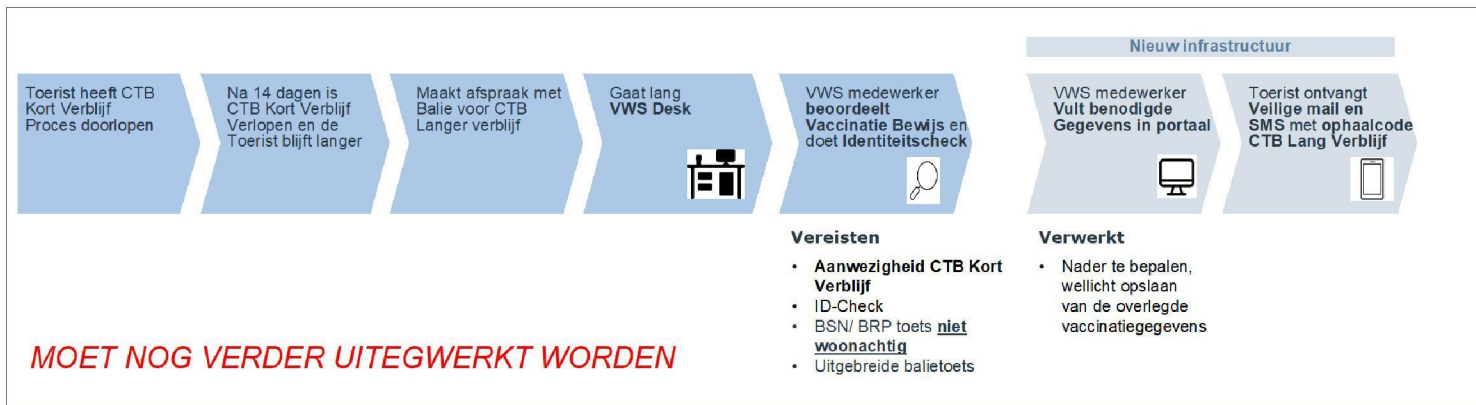 Nieuw infrastructuur
Toerist heeft CTB
Kort Verblijf
Proces doorlopen
Na 14 dagen is
CTB Kort Verblijf
Verlopen en de
Toerist blijft langer
Maakt afspraak met
Balie voor CTB
Langer verblijf
Gaat lang
VWS Desk
VWS medewerker
beoordeelt
Vaccinatie Bewijs en
doet Identiteitscheck
VWS medewerker
Vult benodigde
Gegevens in portaal
Toerist ontvangt
Veilige mail en
SMS met ophaalcode
CTB Lang Verblijf
Vereisten
• Aanwezigheid CTB Kort
Verblijf
• ID-Check
• BSN/ BRP toets niet
woonachtig
• Uitgebreide balietoets
Verwerkt
• Nader te bepalen,
wellicht opslaan
van de overlegde
vaccinatiegegevens
MOET NOG VERDER UITEGWERKT WORDEN